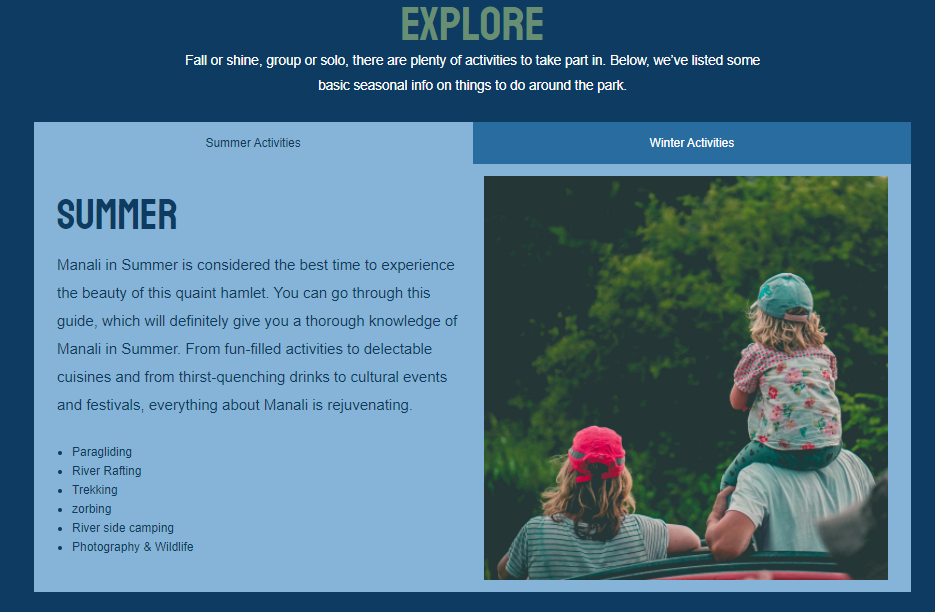 EXPLORE
Fall or shine, group or solo, there are plenty of activities to take part in. Below, we've listed some
basic seasonal info on things to do around the park.
Summer Activities
Winter Activities
SUMMER
Manali in Summer is considered the best time to experience
the beauty of this quaint hamlet. You can go through this
guide, which will definitely give you a thorough knowledge of
Manali in Summer. From fun-filled activities to delectable
cuisines and from thirst-quenching drinks to cultural events
and festivals, everything about Manali is rejuvenating.
• Paragliding
• River Rafting
• Trekking
• zorbing
• River side camping
• Photography & Wildlife